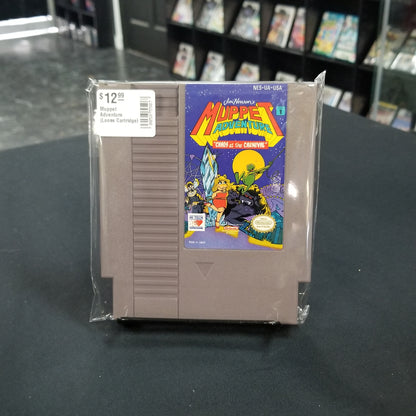 $12.99
Muppet
Adventure
(Loose Cartridge)
NES-UA-USA
Jim Henson's
MUPPET
ADVENTURE
CHAOS at the CARNIVAL